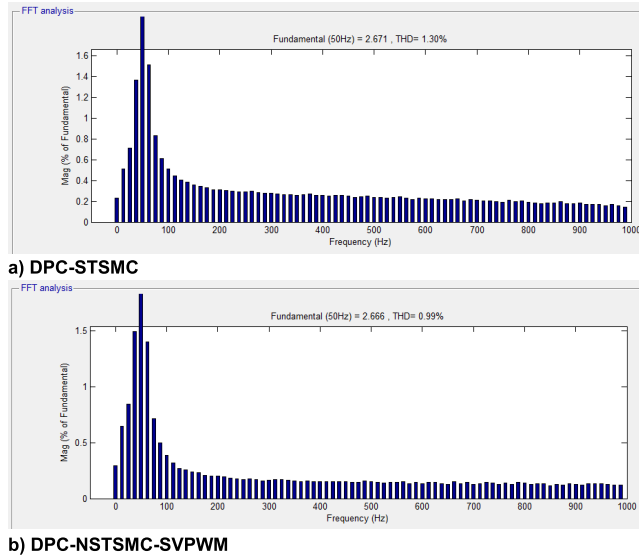 FFT analysis
Fundamental (50Hz) = 2.671 , THD= 1.30%
Mag (% of Fundamental)
1.6
1.4
1.2
1
0.8
0.6
0.4
0.2
0
0 100 200 300 400 500 600 700 800 900 1000
Frequency (Hz)
a) DPC-STSMC
FFT analysis
Fundamental (50Hz) = 2.666 , THD= 0.99%
Mag (% of Fundamental)
1.5
1
0.5
0
0 100 200 300 400 500 600 700 800 900 1000
Frequency (Hz)
b) DPC-NSTSMC-SVPWM